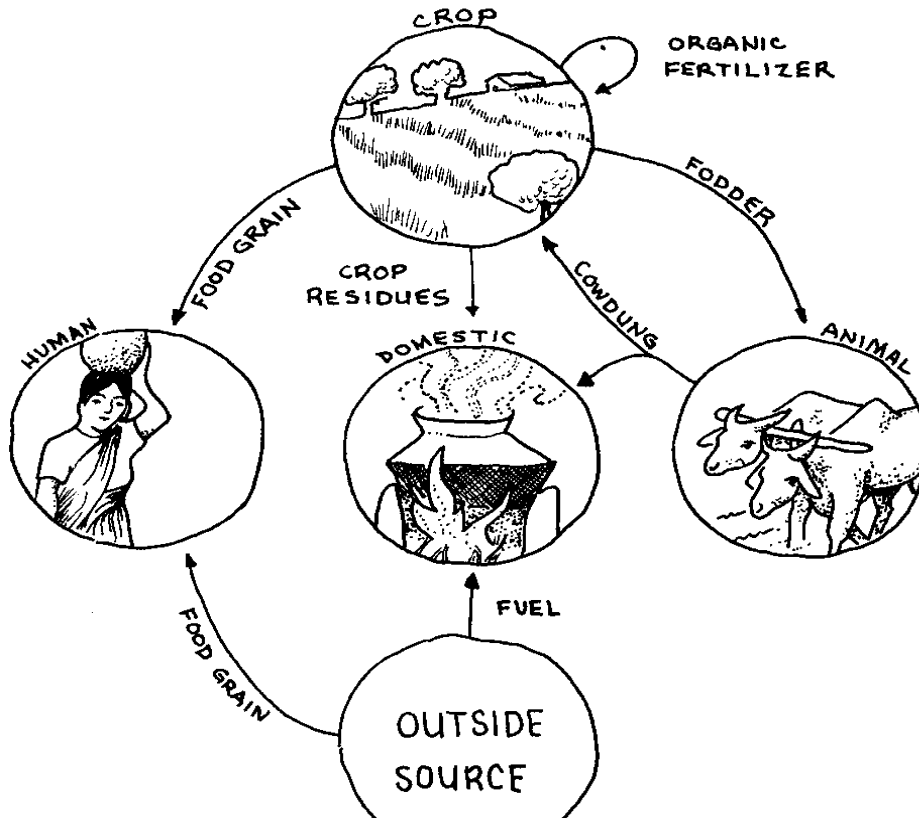 CROP
ORGANIC
FERTILIZER
FODDER
FOOD GRAIN
CROP
RESIDUES
COWDUNG
HUMAN
DOMESTIC
ANIMAL
FUEL
FOOD GRAIN
OUTSIDE
SOURCE